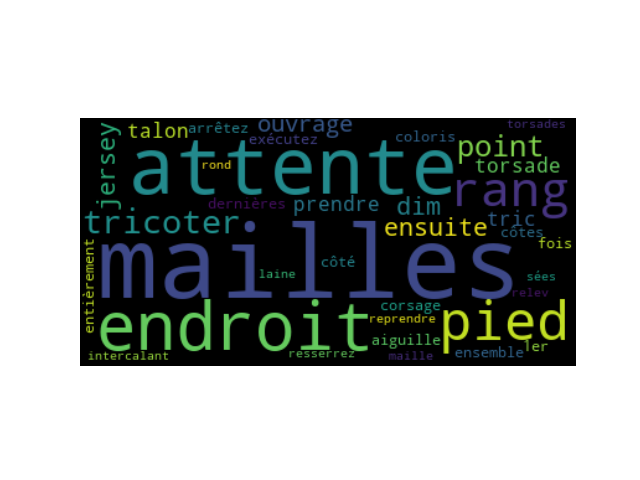 jersey
talon
arrêtez
ouvrage
exécutez
coloris
torsades
attente
rond
point
torsade
rang
dernières
prendre
dim
tricoter
ensuite
tric
côtes
fois
mailles
entièrement
laine
côté
sées
relev
endroit
corsage
reprendre
pied
aiguille
1er
intercalant
resserrez
maille
ensemble